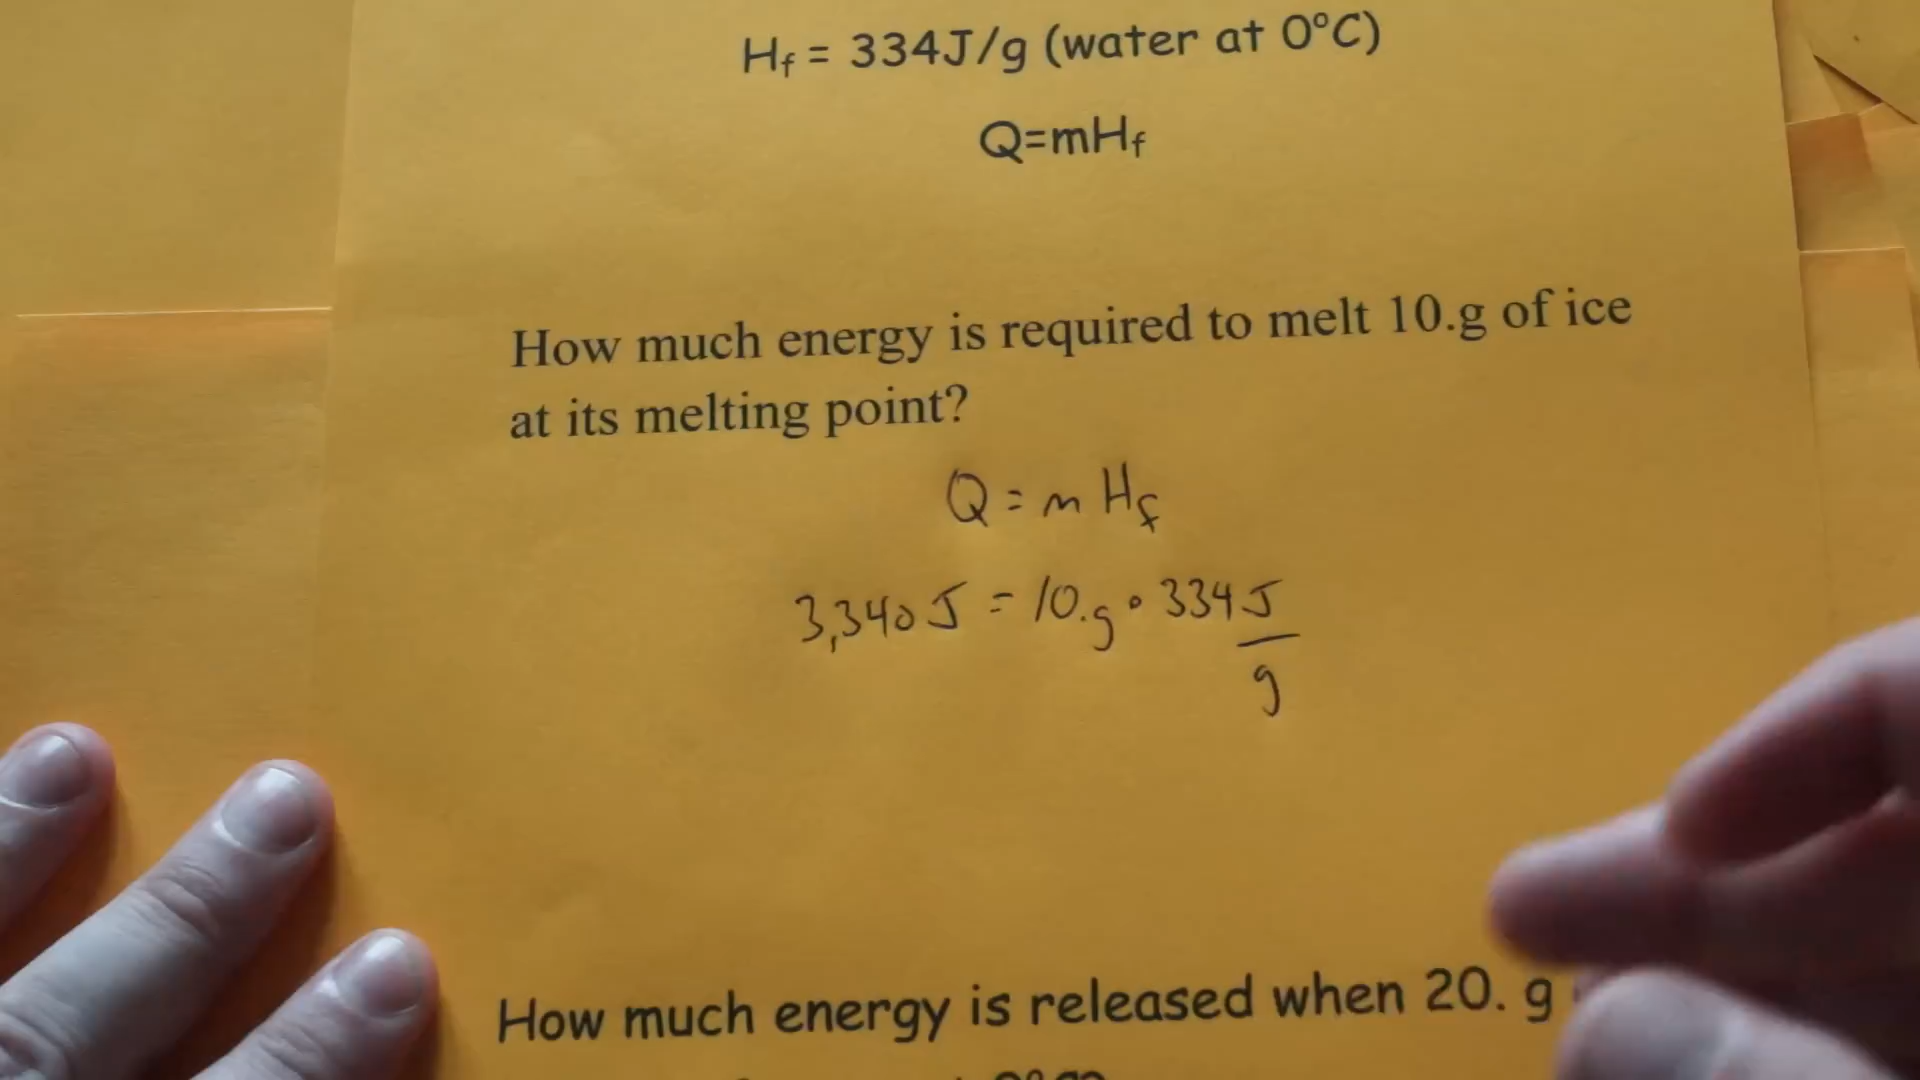 Hf = 334J/g (water at 0°C)
Q=mHf
How much energy is required to melt 10.g of ice
at its melting point?
Q = m Hf
3,340 J = 10.g • 334 J
g
How much energy is released when 20. g